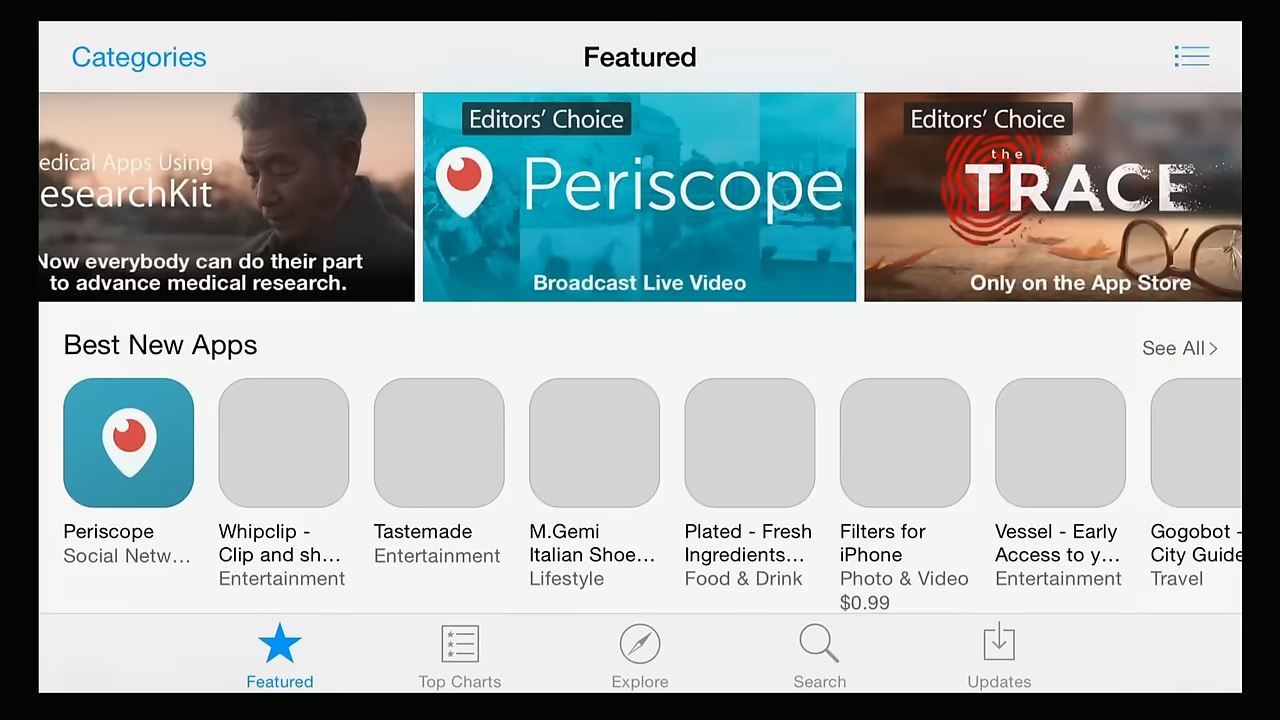 Categories
Featured
edical Apps Using
esearchKit
Now everybody can do their part
to advance medical research.
Editors' Choice
Periscope
Broadcast Live Video
Editors' Choice
the
TRACE
Only on the App Store
Best New Apps
See All
Periscope
Social Netw...
Whipclip -
Clip and sh...
Entertainment
Tastemade
Entertainment
M.Gemi
Italian Shoe...
Lifestyle
Plated - Fresh
Ingredients...
Food & Drink
Filters for
iPhone
Photo & Video
$0.99
Vessel - Early
Access to y...
Entertainment
Gogobot -
City Guide
Travel
Featured
Top Charts
Explore
Search
Updates